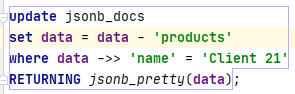 update jsonb_docs
set data = data - 'products'
where data ->> 'name' = 'Client 21'
RETURNING jsonb_pretty(data);